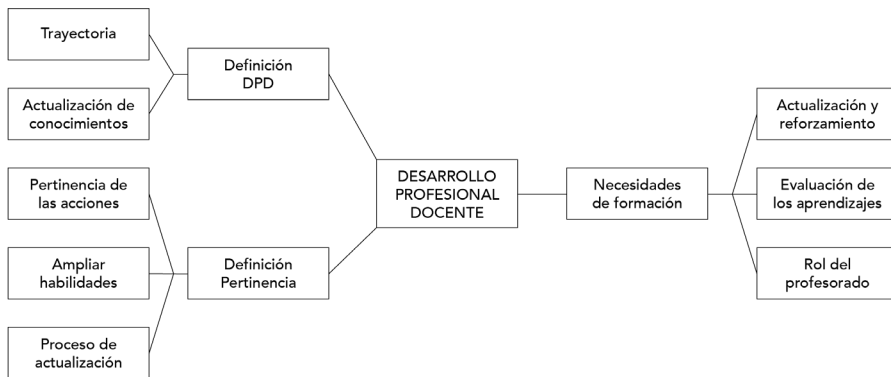 Trayectoria
Actualización de
conocimientos
Pertinencia de
las acciones
Ampliar
habilidades
Proceso de
actualización
Definición
DPD
Definición
Pertinencia
DESARROLLO
PROFESIONAL
DOCENTE
Necesidades
de formación
Actualización y
reforzamiento
Evaluación de
los aprendizajes
Rol del
profesorado